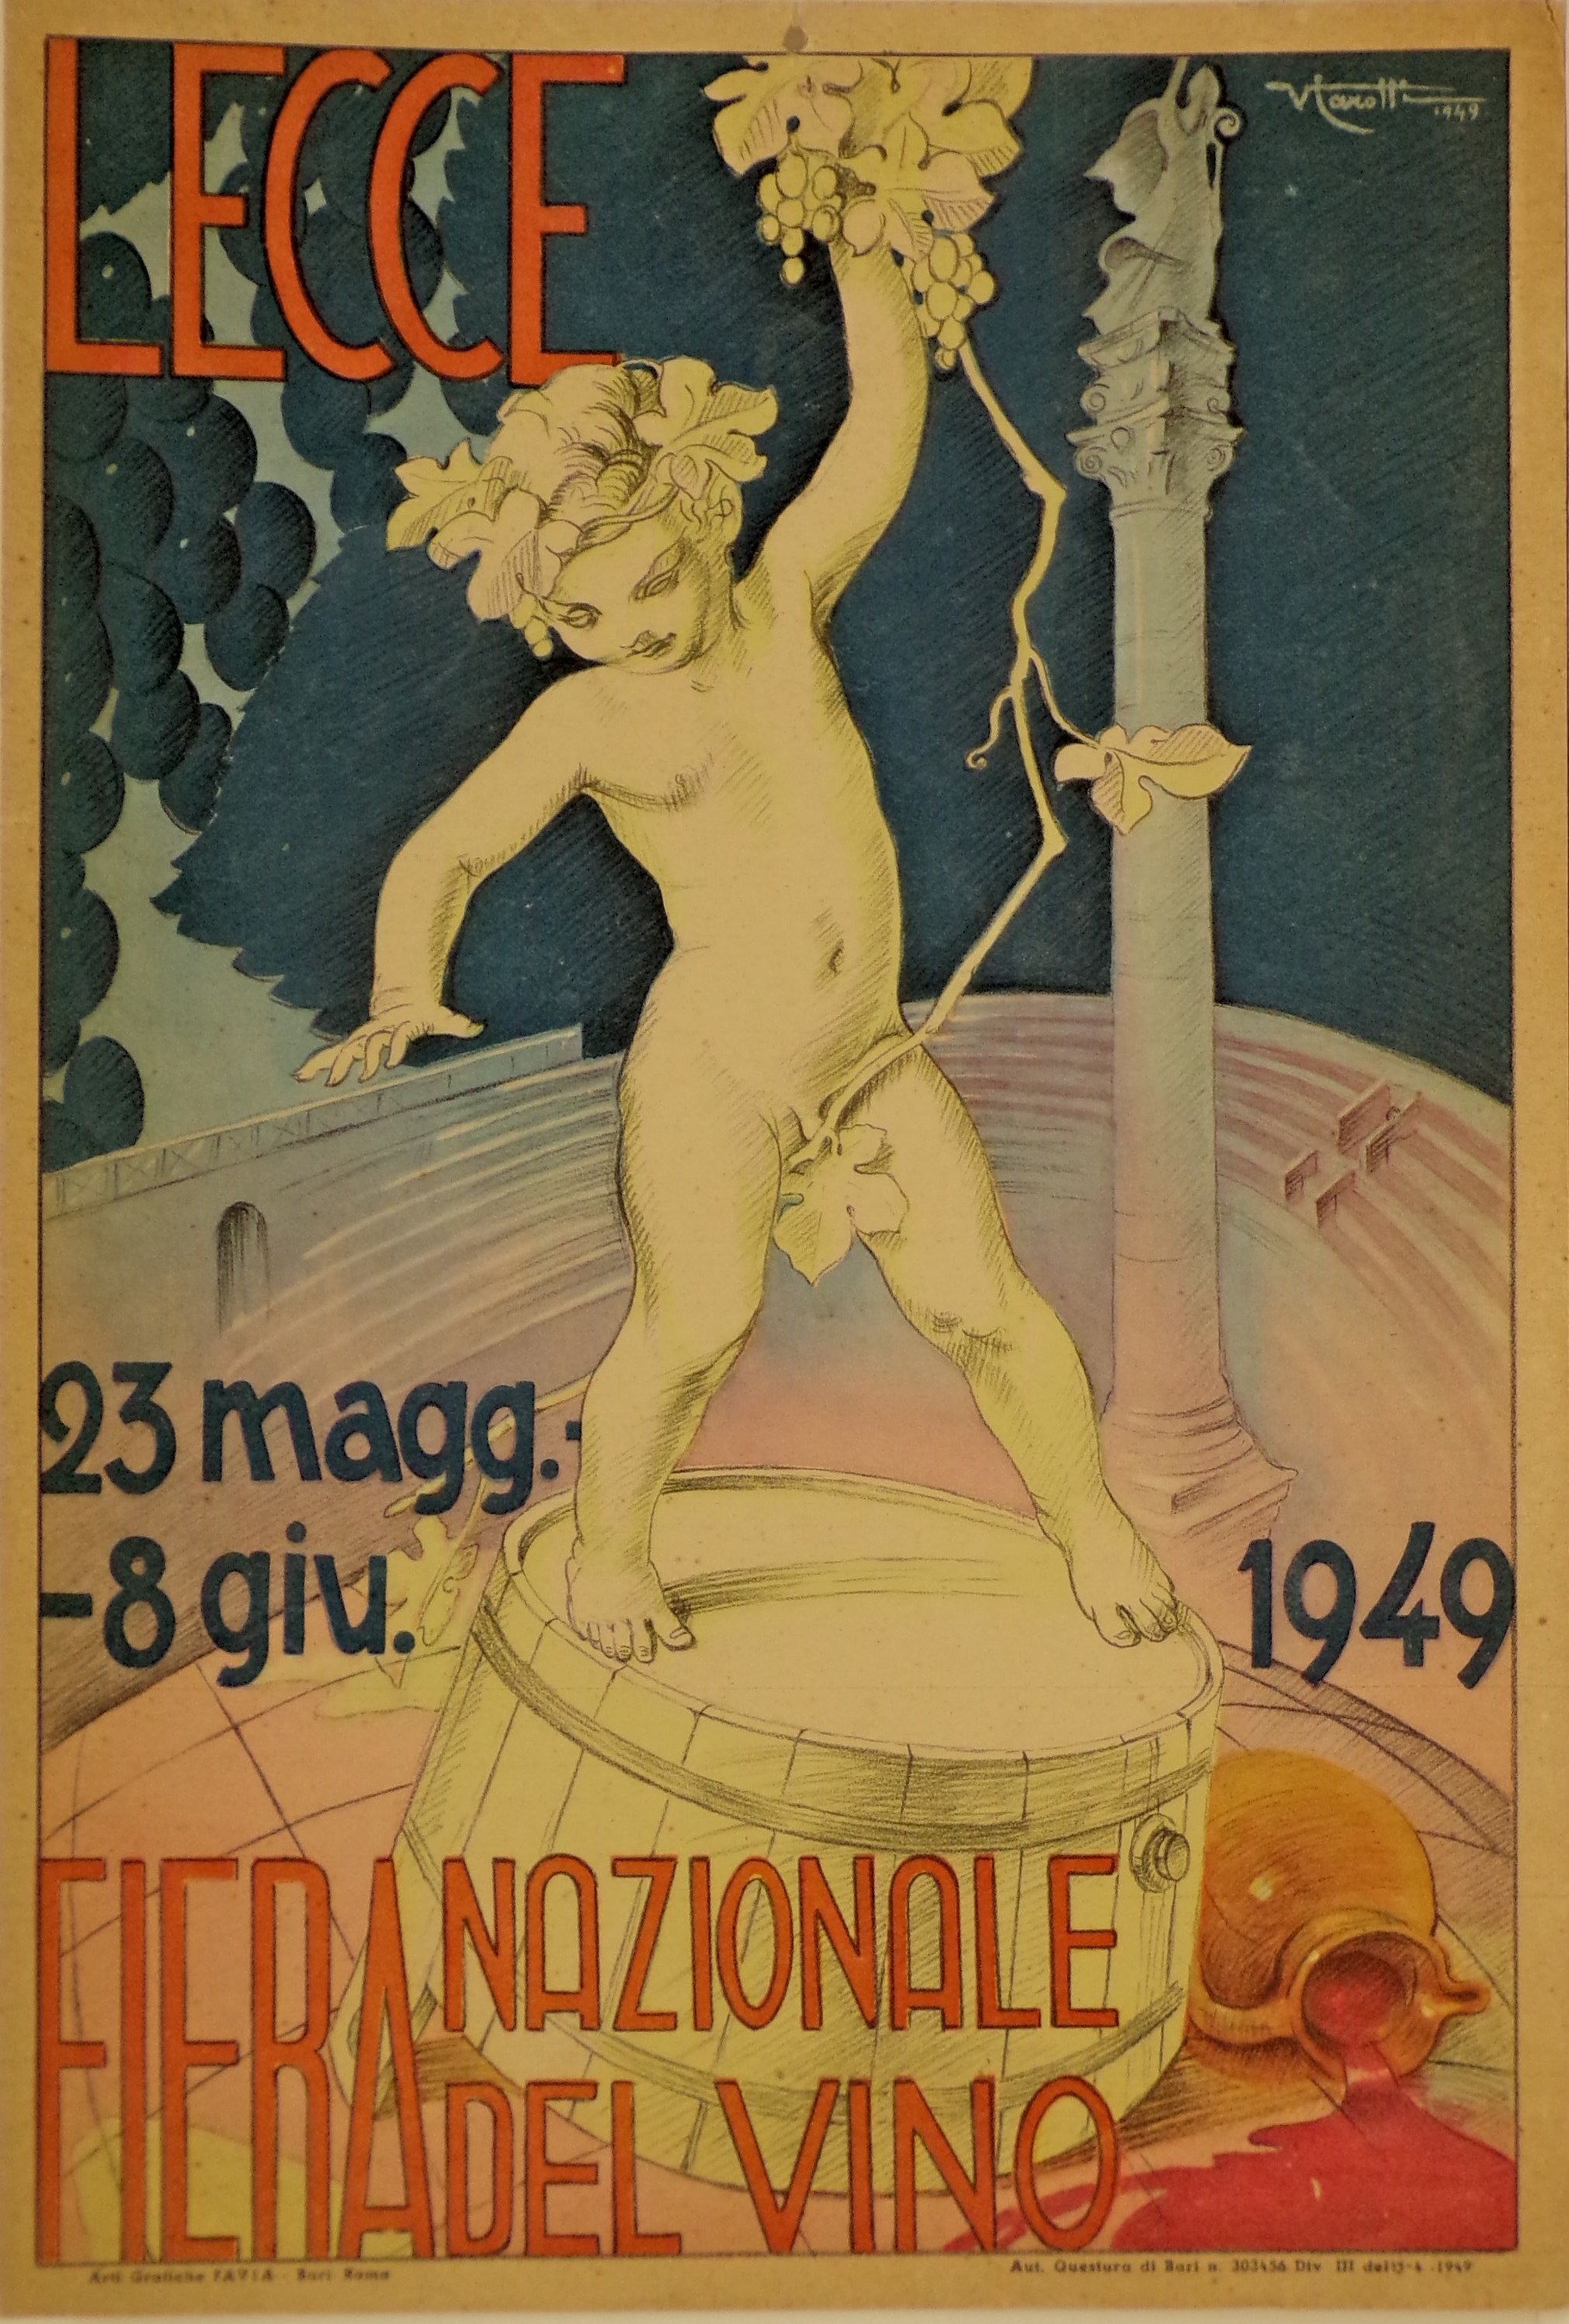 LECCE
1949
23 magg.-
-8 giu.
1949
FIERA NAZIONALE
DEL VINO
Arti Grafiche FAVIA - Bari Roma
Aut. Questura di Bari n. 303456 Div III del 13-4-1949